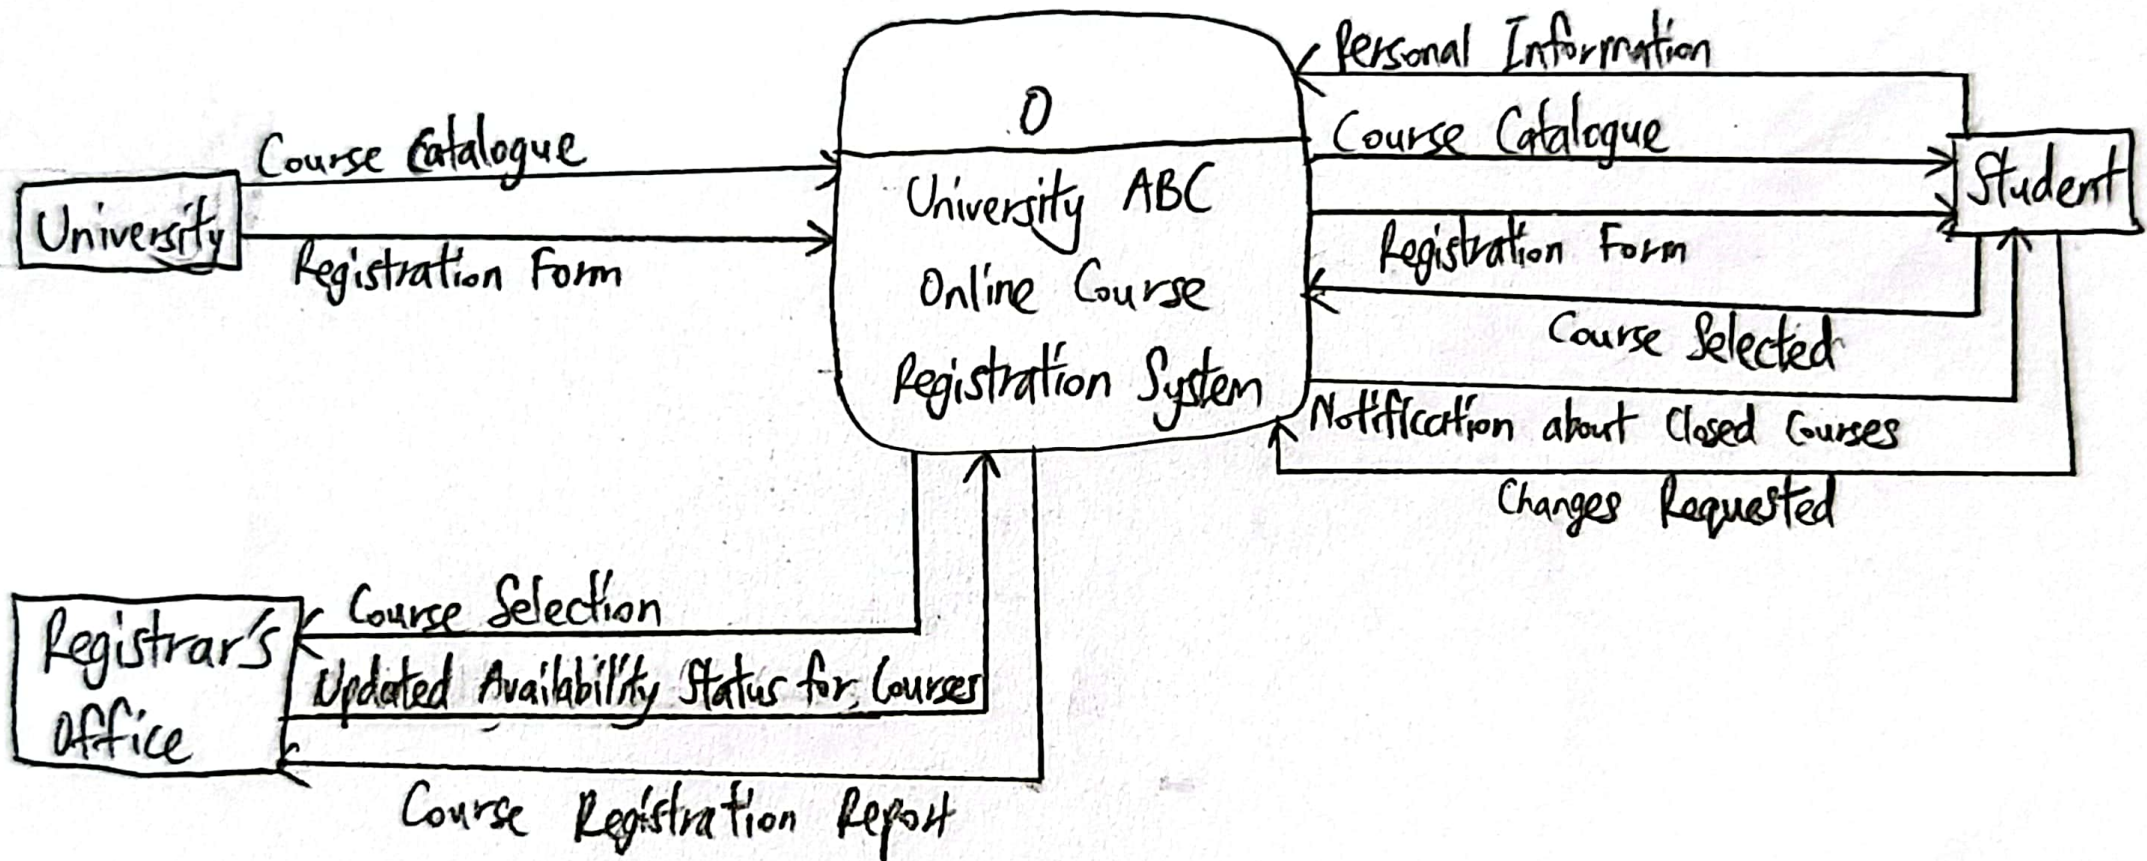 Personal Information
0
Course Catalogue
Course Catalogue
Student
University
University ABC
Registration Form
Registration Form
Online Course
Course Selected
Registration System
Notification about Closed Courses
Changes Requested
Course Selection
Registrar's
Office
Updated Availability Status for Courses
Course Registration Report